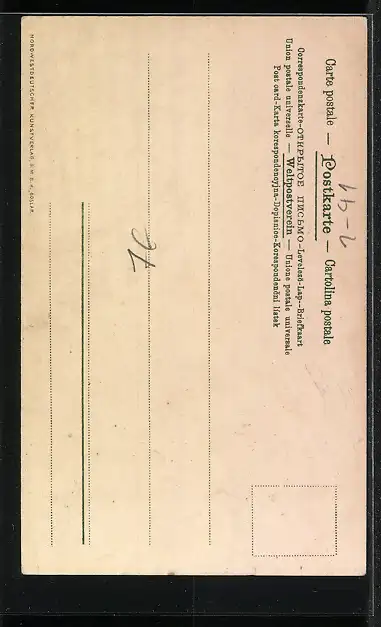 Carte postale — Postkarte — Cartolina postale
Correspondenzkarte-ОТКРЫТОЕ ПИСЬМО-Levelező-Lap--Briefkaart
Union postale universelle — Weltpostverein — Unione postale universale
Post card-Karta korespondencyjna-Dopisnice-Korespondenční lístek
NORDWESTDEUTSCHER KUNSTVERLAG, G.M.B.H., GOSLAR.